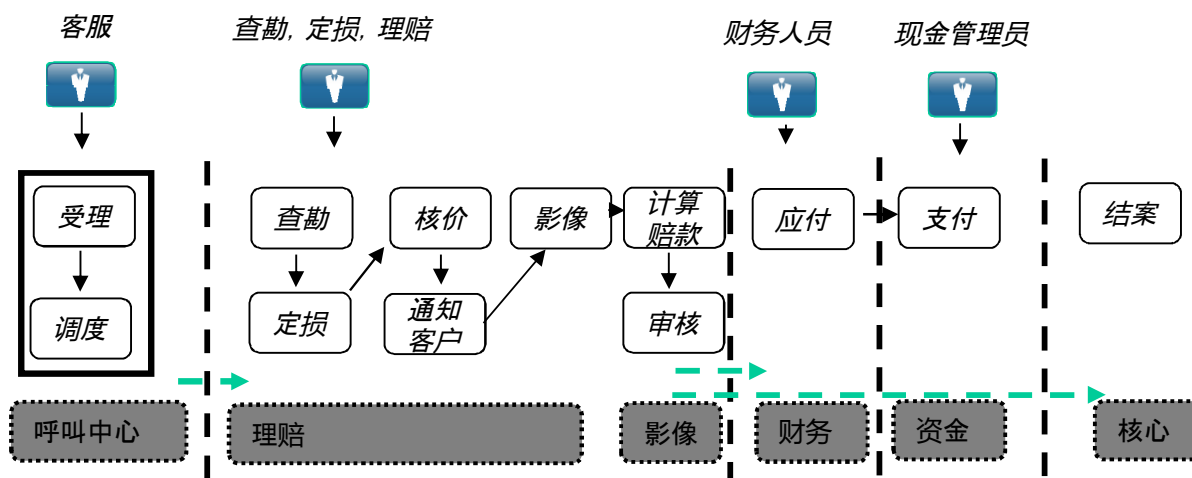 客服
查勘, 定损, 理赔
财务人员
现金管理员
受理
查勘
核价
影像
计算
赔款
应付
支付
结案
调度
定损
通知
客户
审核
呼叫中心
理赔
影像
财务
资金
核心